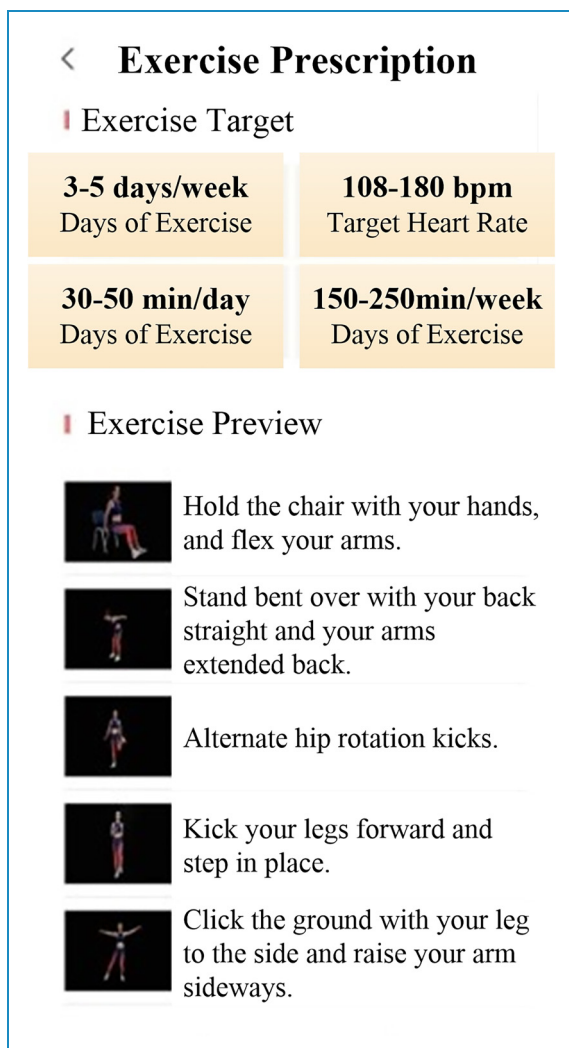 Exercise Prescription
Exercise Target
3-5 days/week
Days of Exercise
108-180 bpm
Target Heart Rate
30-50 min/day
Days of Exercise
150-250min/week
Days of Exercise
Exercise Preview
Hold the chair with your hands,
and flex your arms.
Stand bent over with your back
straight and your arms
extended back.
Alternate hip rotation kicks.
Kick your legs forward and
step in place.
Click the ground with your leg
to the side and raise your arm
sideways.